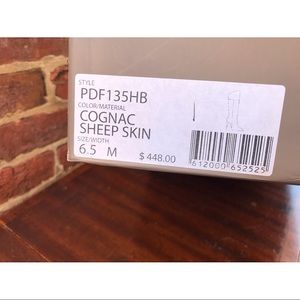 STYLE
PDF135HB
COLOR/MATERIAL
COGNAC
SHEEP SKIN
SIZE/WIDTH
6.5 M
$ 448.00
612000 652525